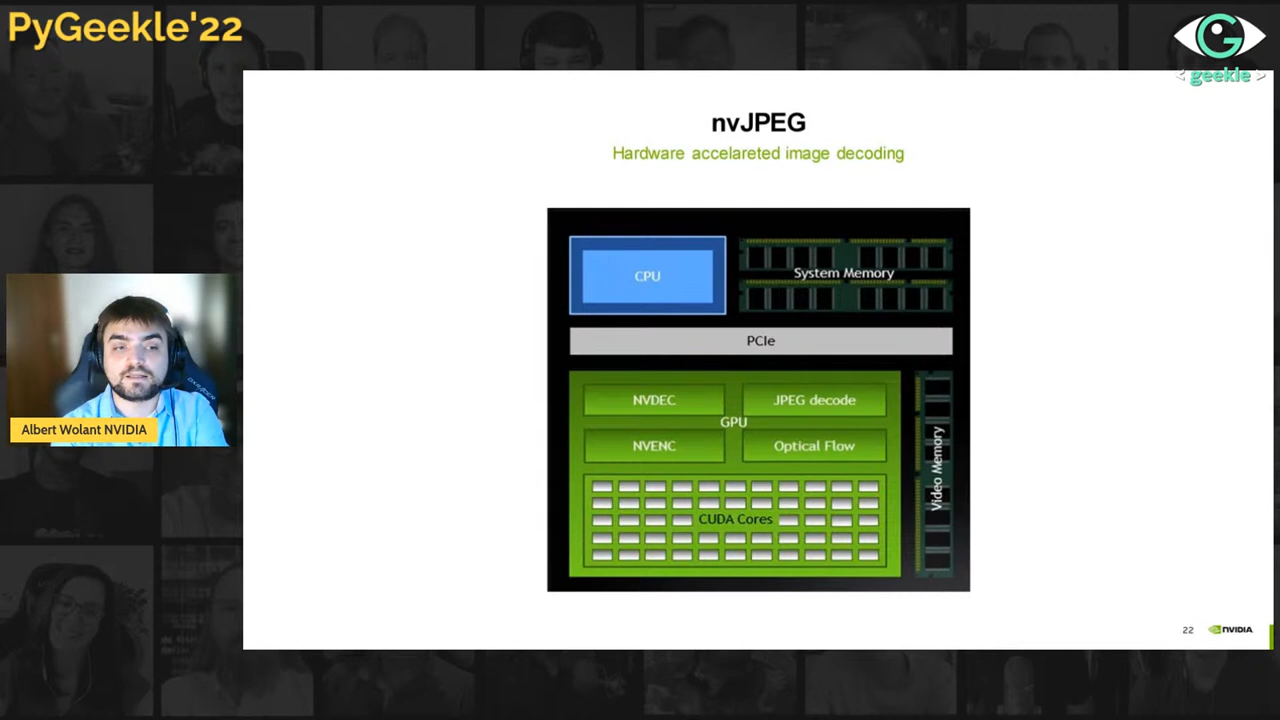 PyGeekle'22
< geekle >
nvJPEG
Hardware accelareted image decoding
CPU
System Memory
PCIe
NVDEC
JPEG decode
GPU
NVENC
Optical Flow
CUDA Cores
Video Memory
Albert Wolant NVIDIA
22
NVIDIA